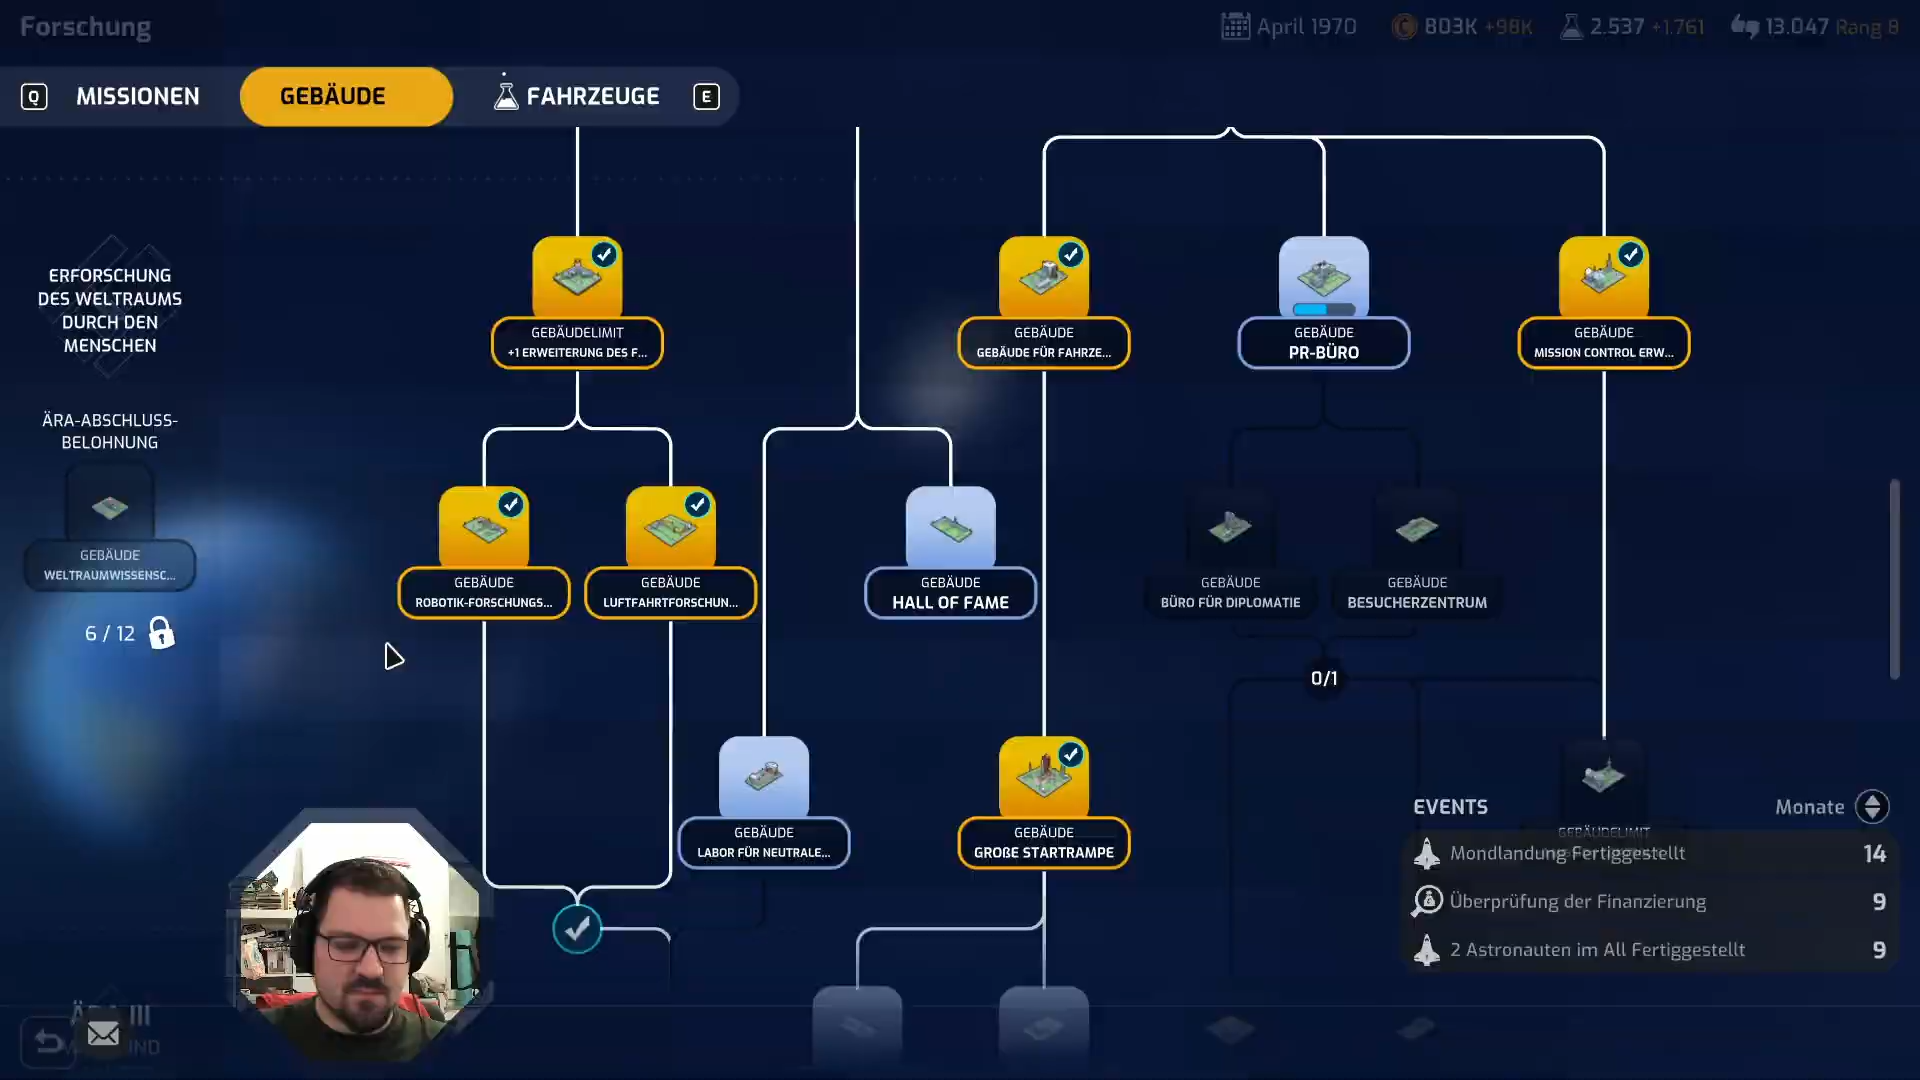 Forschung
April 1970
803K +98K
2.537 +1.761
13.047 Rang 8
Q
MISSIONEN
GEBÄUDE
FAHRZEUGE
E
ERFORSCHUNG
DES WELTRAUMS
DURCH DEN
MENSCHEN
ÄRA-ABSCHLUSS-
BELOHNUNG
GEBÄUDE
WELTRAUMWISSENSC...
6 / 12
GEBÄUDELIMIT
+1 ERWEITERUNG DES F...
GEBÄUDE
GEBÄUDE FÜR FAHRZE...
GEBÄUDE
PR-BÜRO
GEBÄUDE
MISSION CONTROL ERW...
GEBÄUDE
ROBOTIK-FORSCHUNGS...
GEBÄUDE
LUFTFAHRTFORSCHUN...
GEBÄUDE
HALL OF FAME
GEBÄUDE
BÜRO FÜR DIPLOMATIE
GEBÄUDE
BESUCHERZENTRUM
0/1
GEBÄUDE
LABOR FÜR NEUTRALE...
GEBÄUDE
GROẞE STARTRAMPE
GEBÄUDELIMIT
EVENTS
Monate
Mondlandung Fertiggestellt
14
Überprüfung der Finanzierung
9
2 Astronauten im All Fertiggestellt
9
III